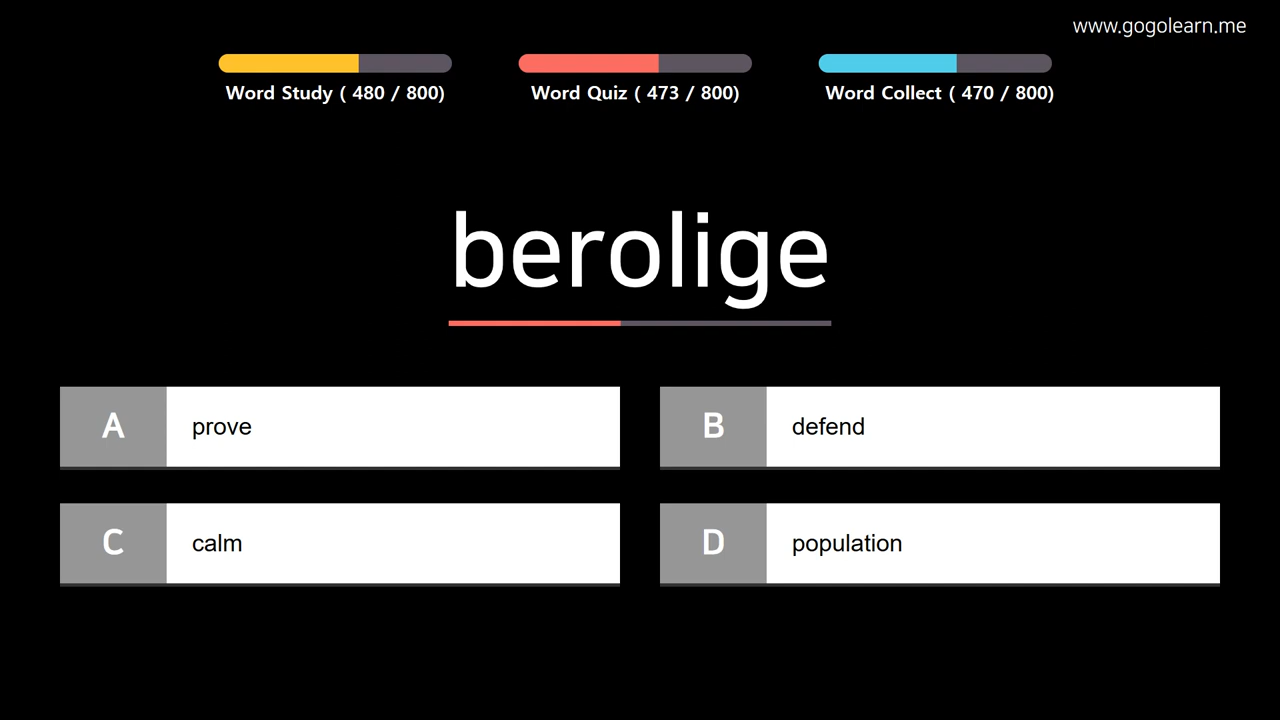 www.gogolearn.me
Word Study ( 480 / 800)
Word Quiz ( 473 / 800)
Word Collect ( 470 / 800)
berolige
A prove
B defend
C calm
D population